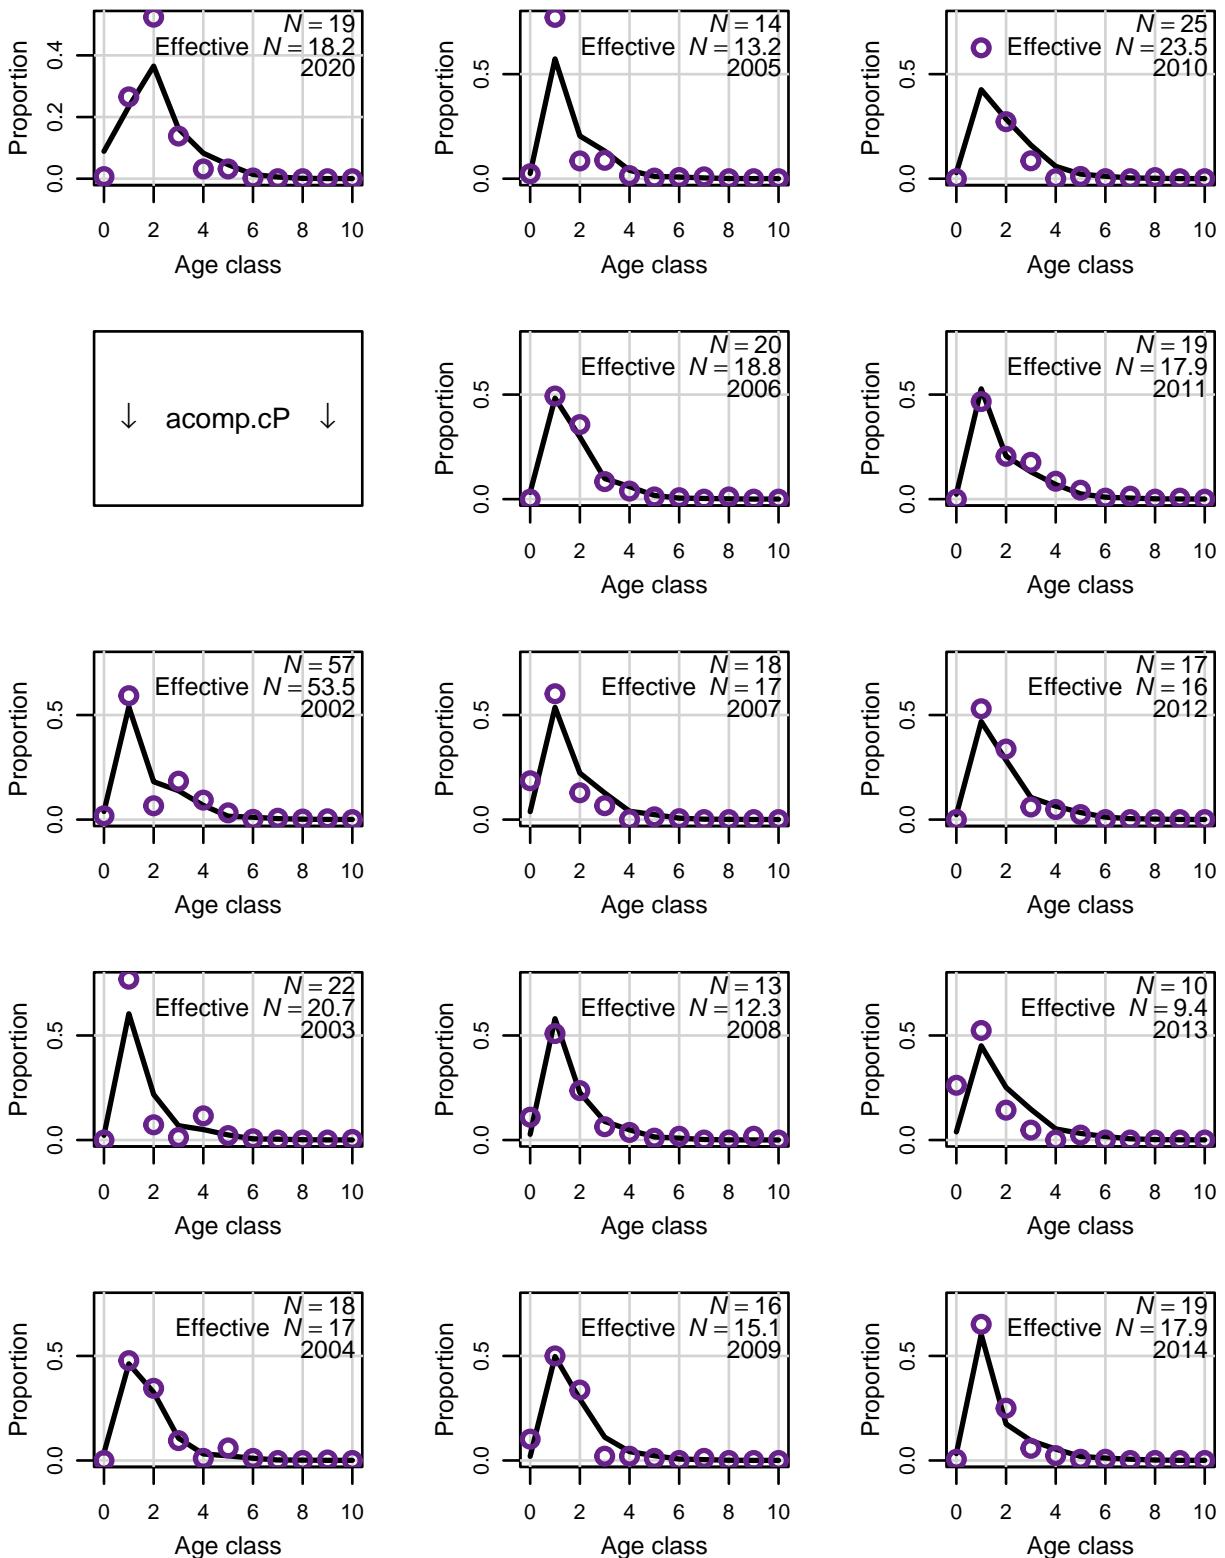 N = 19
Effective N = 18.2
2020
Proportion
0.0 0.2 0.4
0 2 4 6 8 10
Age class
N = 14
Effective N = 13.2
2005
Proportion
0.0 0.5
0 2 4 6 8 10
Age class
N = 25
Effective N = 23.5
2010
Proportion
0.0 0.5
0 2 4 6 8 10
Age class
↓ acomp.cP ↓
N = 20
Effective N = 18.8
2006
Proportion
0.0 0.5
0 2 4 6 8 10
Age class
N = 19
Effective N = 17.9
2011
Proportion
0.0 0.5
0 2 4 6 8 10
Age class
N = 57
Effective N = 53.5
2002
Proportion
0.0 0.5
0 2 4 6 8 10
Age class
N = 18
Effective N = 17
2007
Proportion
0.0 0.5
0 2 4 6 8 10
Age class
N = 17
Effective N = 16
2012
Proportion
0.0 0.5
0 2 4 6 8 10
Age class
N = 22
Effective N = 20.7
2003
Proportion
0.0 0.5
0 2 4 6 8 10
Age class
N = 13
Effective N = 12.3
2008
Proportion
0.0 0.5
0 2 4 6 8 10
Age class
N = 10
Effective N = 9.4
2013
Proportion
0.0 0.5
0 2 4 6 8 10
Age class
N = 18
Effective N = 17
2004
Proportion
0.0 0.5
0 2 4 6 8 10
Age class
N = 16
Effective N = 15.1
2009
Proportion
0.0 0.5
0 2 4 6 8 10
Age class
N = 19
Effective N = 17.9
2014
Proportion
0.0 0.5
0 2 4 6 8 10
Age class